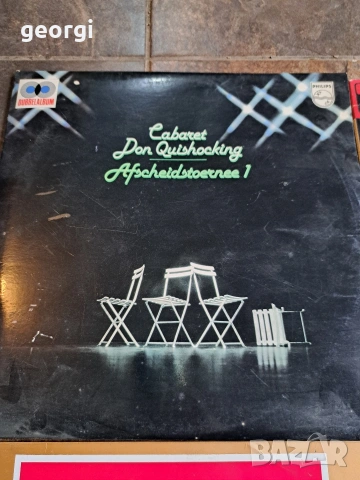 georgi
DUBBELALBUM
PHILIPS
Cabaret
Don Quishocking
Afscheidstoernee 1
BAZAR